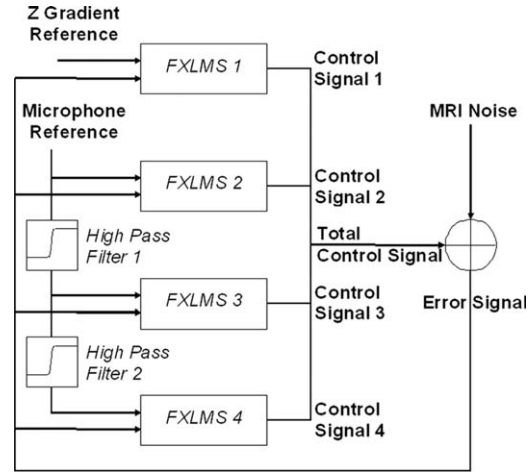 Z Gradient
Reference
FXLMS 1
Control
Signal 1
Microphone
Reference
MRI Noise
FXLMS 2
Control
Signal 2
High Pass
Filter 1
Total
Control Signal
FXLMS 3
Control
Signal 3
Error Signal
High Pass
Filter 2
FXLMS 4
Control
Signal 4